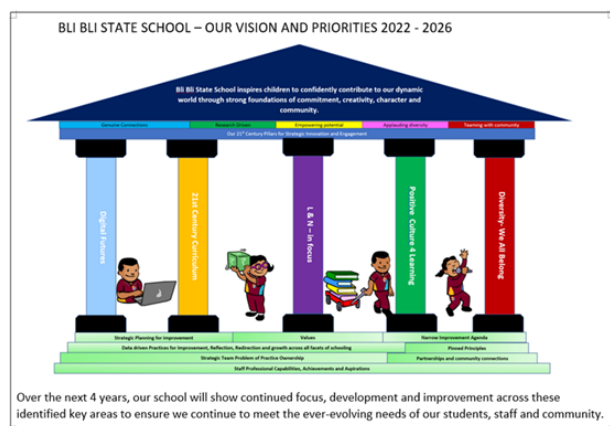 BLI BLI STATE SCHOOL – OUR VISION AND PRIORITIES 2022 - 2026
Bli Bli State School inspires children to confidently contribute to our dynamic
world through strong foundations of commitment, creativity, character and
community.
Genuine Connections
Research Driven
Empowering potential
Applauding diversity
Teaming with community
Our 21st Century Pillars for Strategic Innovation and Engagement
Digital Futures
21st Century Curriculum
L & N – in focus
Positive Culture 4 Learning
Diversity- We All Belong
Strategic Planning for Improvement
Values
Narrow Improvement Agenda
Data driven Practices for Improvement, Reflection, Redirection and growth across all facets of schooling
Pinned Principles
Strategic Team Problem of Practice Ownership
Partnerships and community connections
Staff Professional Capabilities, Achievements and Aspirations
Over the next 4 years, our school will show continued focus, development and improvement across these
identified key areas to ensure we continue to meet the ever-evolving needs of our students, staff and community.